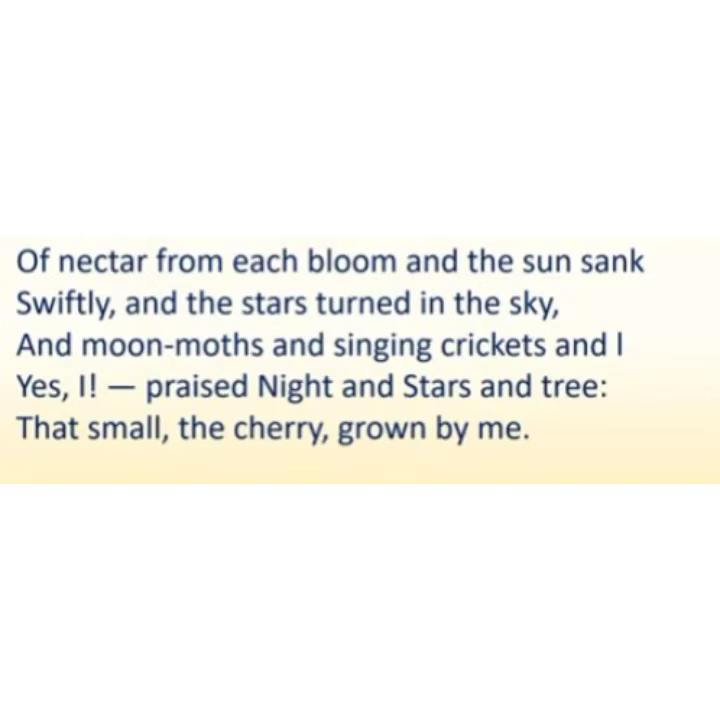 Of nectar from each bloom and the sun sank
Swiftly, and the stars turned in the sky,
And moon-moths and singing crickets and I
Yes, I! — praised Night and Stars and tree:
That small, the cherry, grown by me.